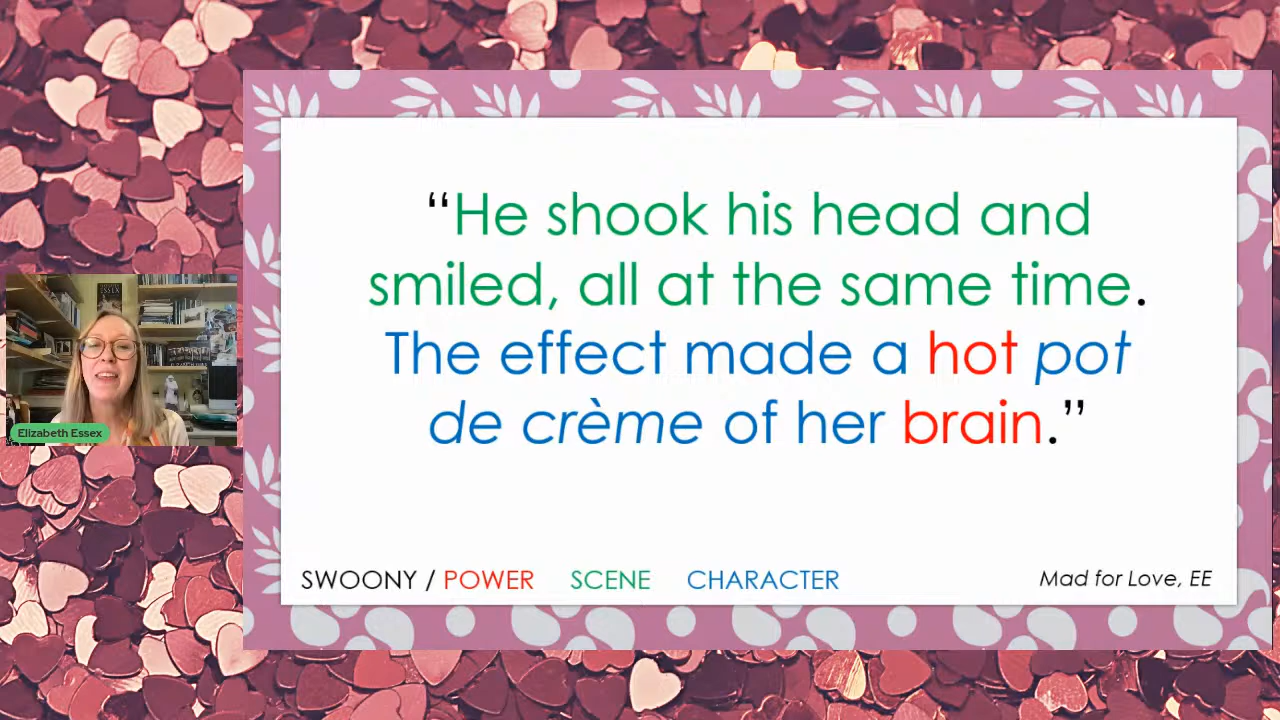 “He shook his head and
smiled, all at the same time.
The effect made a hot pot
de crème of her brain.”
SWOONY / POWER SCENE CHARACTER
Mad for Love, EE
Elizabeth Essex